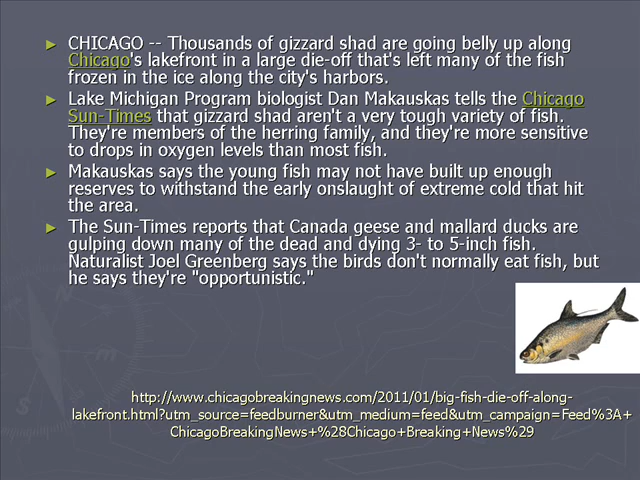 ► CHICAGO -- Thousands of gizzard shad are going belly up along
Chicago's lakefront in a large die-off that's left many of the fish
frozen in the ice along the city's harbors.
► Lake Michigan Program biologist Dan Makauskas tells the Chicago
Sun-Times that gizzard shad aren't a very tough variety of fish.
They're members of the herring family, and they're more sensitive
to drops in oxygen levels than most fish.
► Makauskas says the young fish may not have built up enough
reserves to withstand the early onslaught of extreme cold that hit
the area.
► The Sun-Times reports that Canada geese and mallard ducks are
gulping down many of the dead and dying 3- to 5-inch fish.
Naturalist Joel Greenberg says the birds don't normally eat fish, but
he says they're "opportunistic."
http://www.chicagobreakingnews.com/2011/01/big-fish-die-off-along-
lakefront.html?utm_source=feedburner&utm_medium=feed&utm_campaign=Feed%3A+
ChicagoBreakingNews+%28Chicago+Breaking+News%29
S